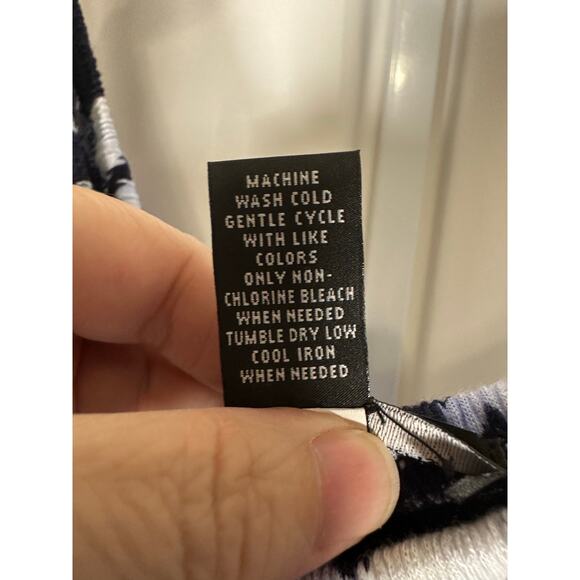 MACHINE
WASH COLD
GENTLE CYCLE
WITH LIKE
COLORS
ONLY NON-
CHLORINE BLEACH
WHEN NEEDED
TUMBLE DRY LOW
COOL IRON
WHEN NEEDED